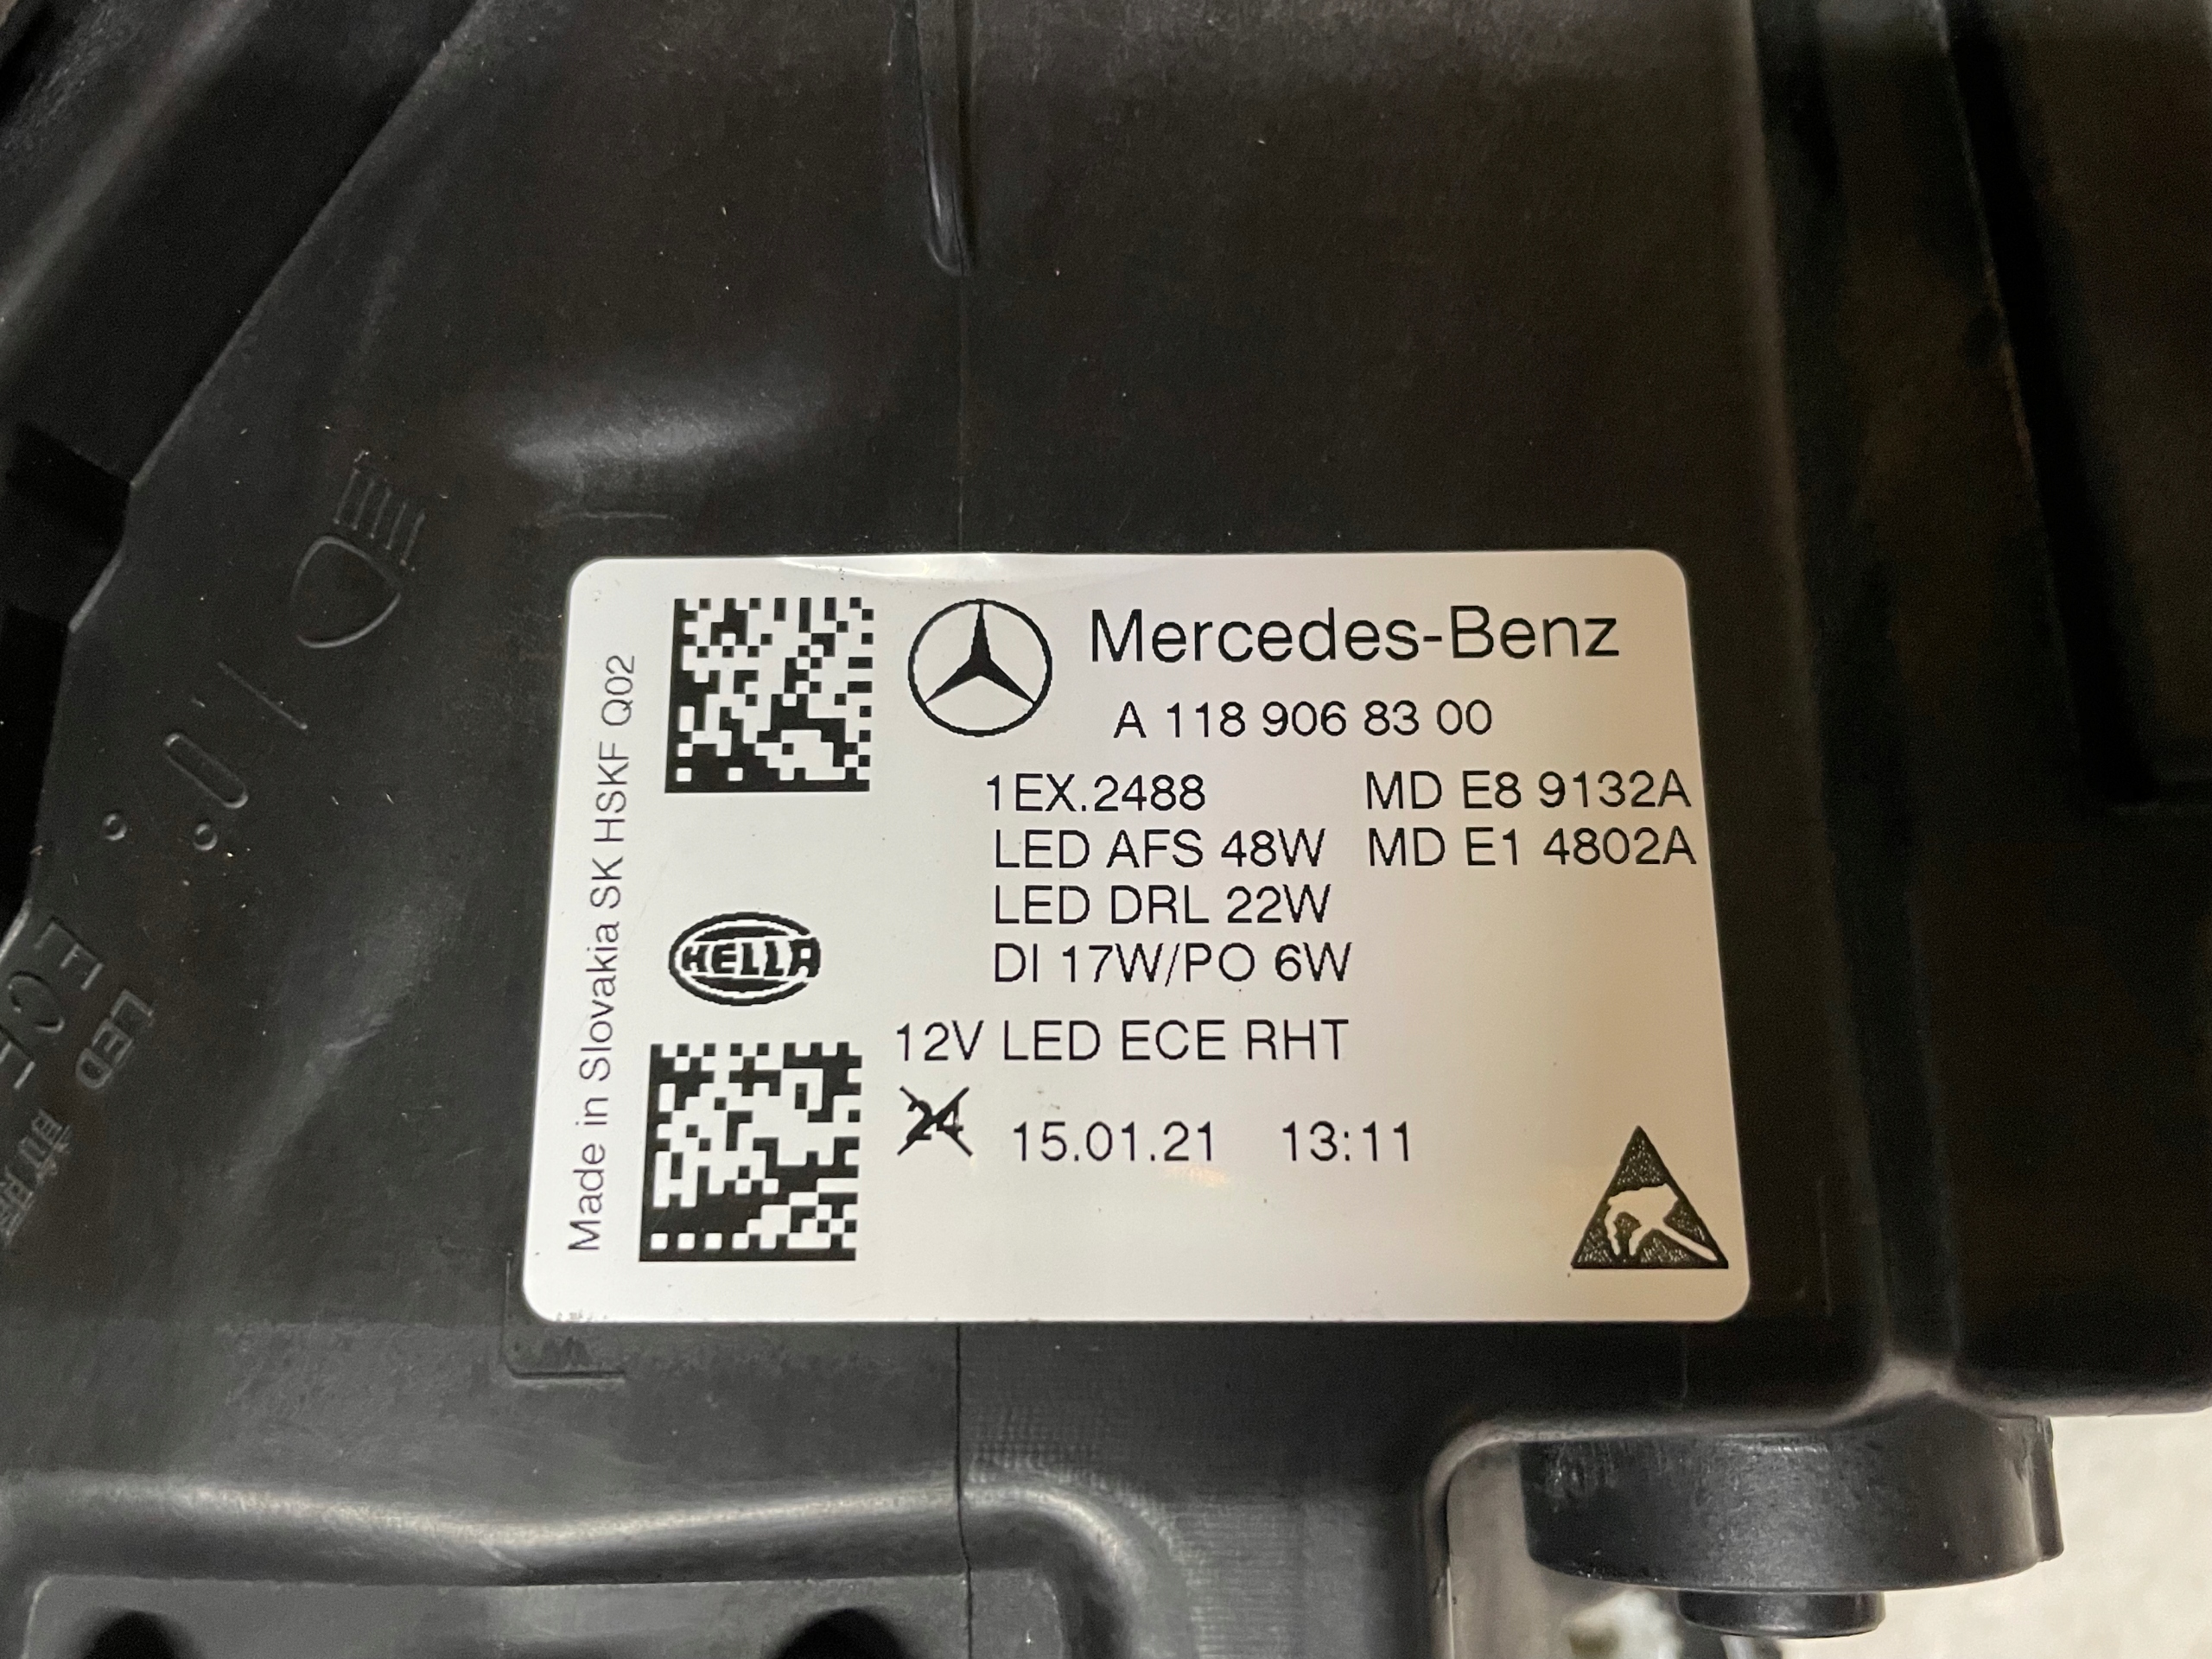 Mercedes-Benz
A 118 906 83 00
1EX.2488 MD E8 9132A
LED AFS 48W MD E1 4802A
LED DRL 22W
DI 17W/PO 6W
12V LED ECE RHT
24 15.01.21 13:11
HELLA
Made in Slovakia SK HSKF Q02
LED